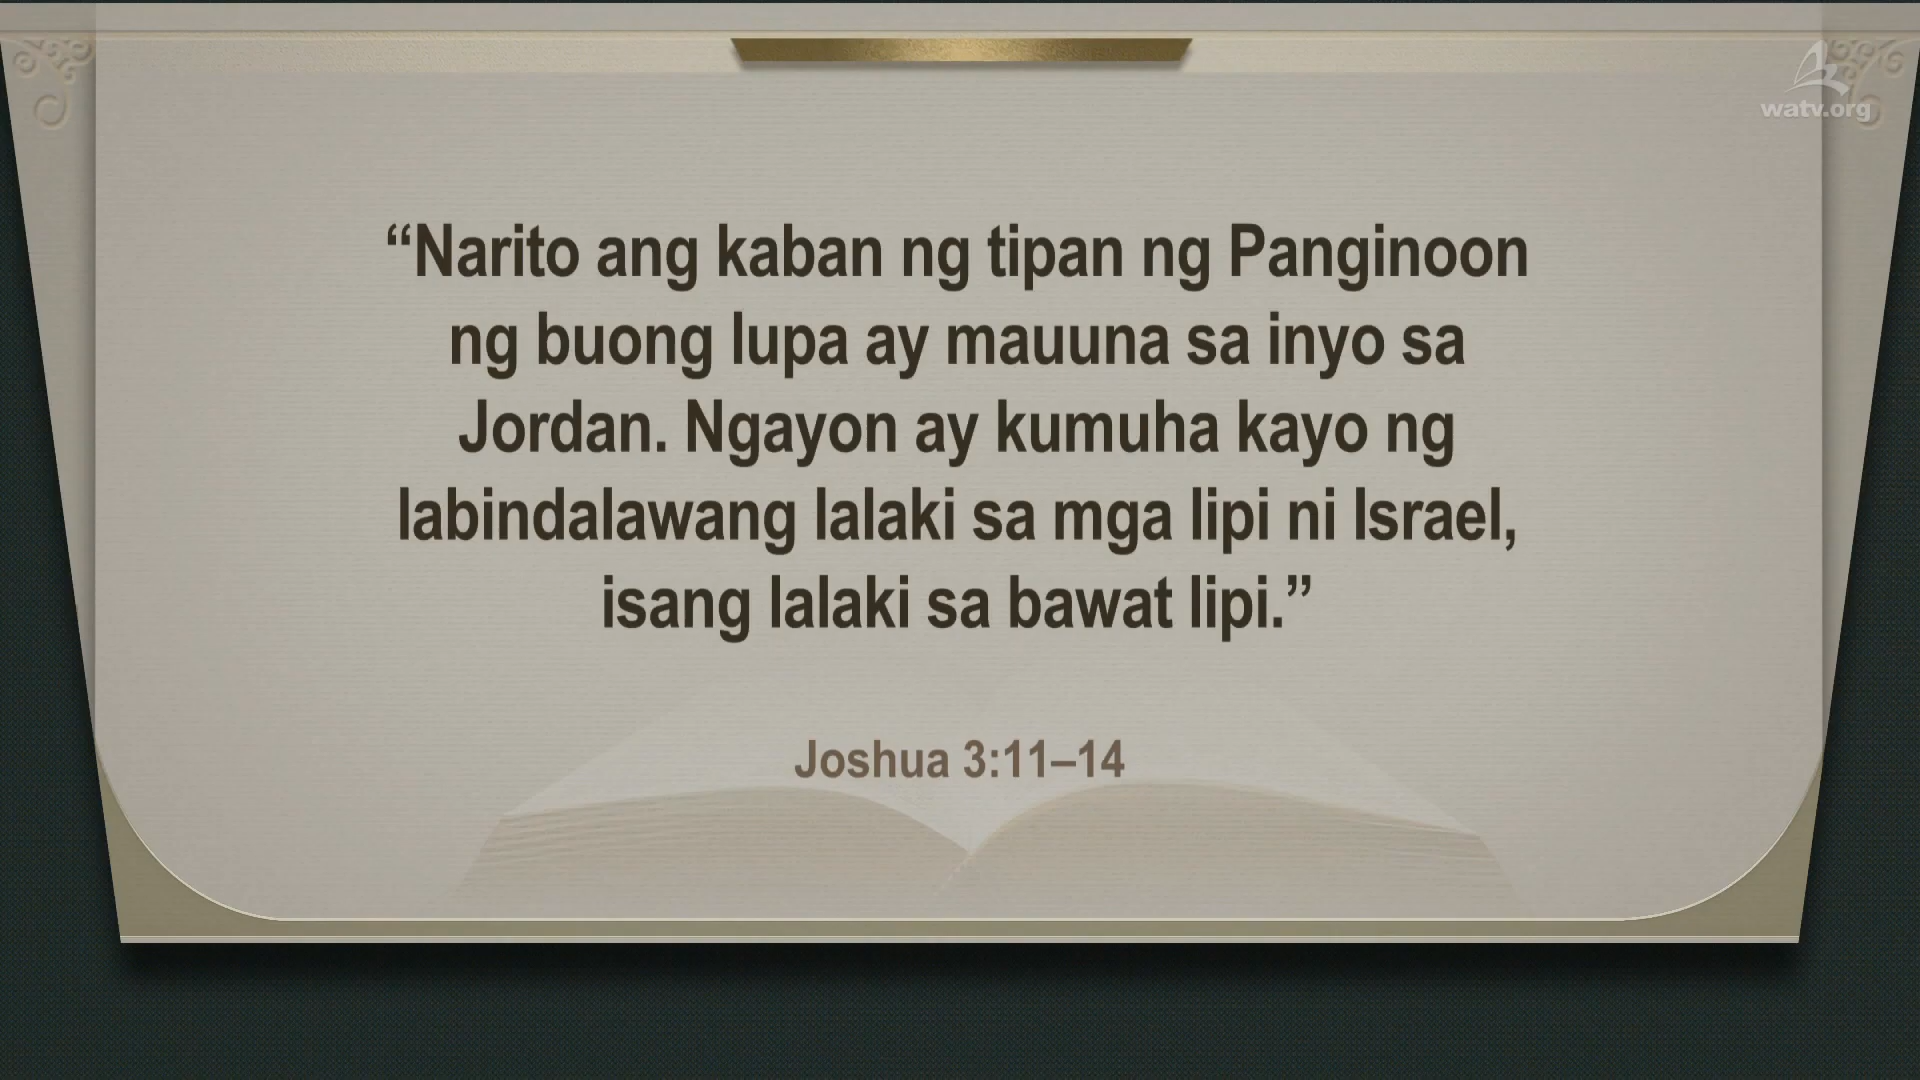 watv.org
“Narito ang kaban ng tipan ng Panginoon
ng buong lupa ay mauuna sa inyo sa
Jordan. Ngayon ay kumuha kayo ng
labindalawang lalaki sa mga lipi ni Israel,
isang lalaki sa bawat lipi.”
Joshua 3:11–14